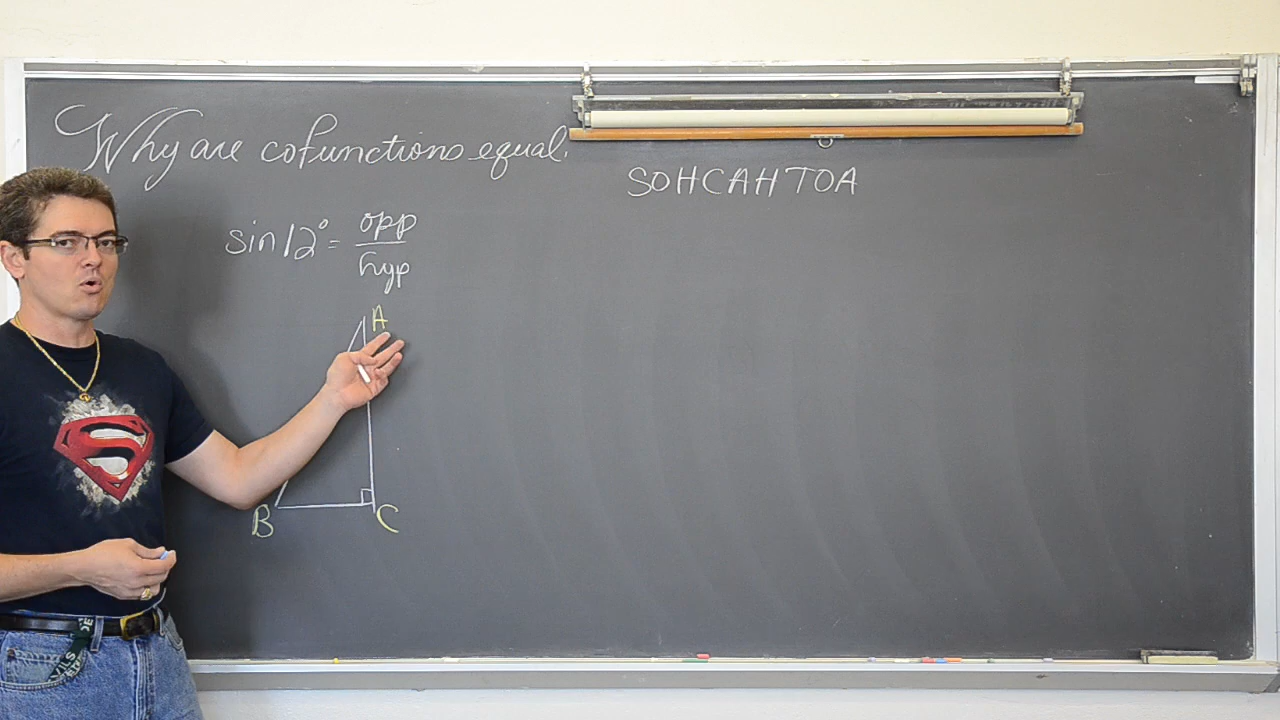 Why are cofunctions equal.
SOHCAHTOA
sin 12° = opp/hyp
A
B
C
S